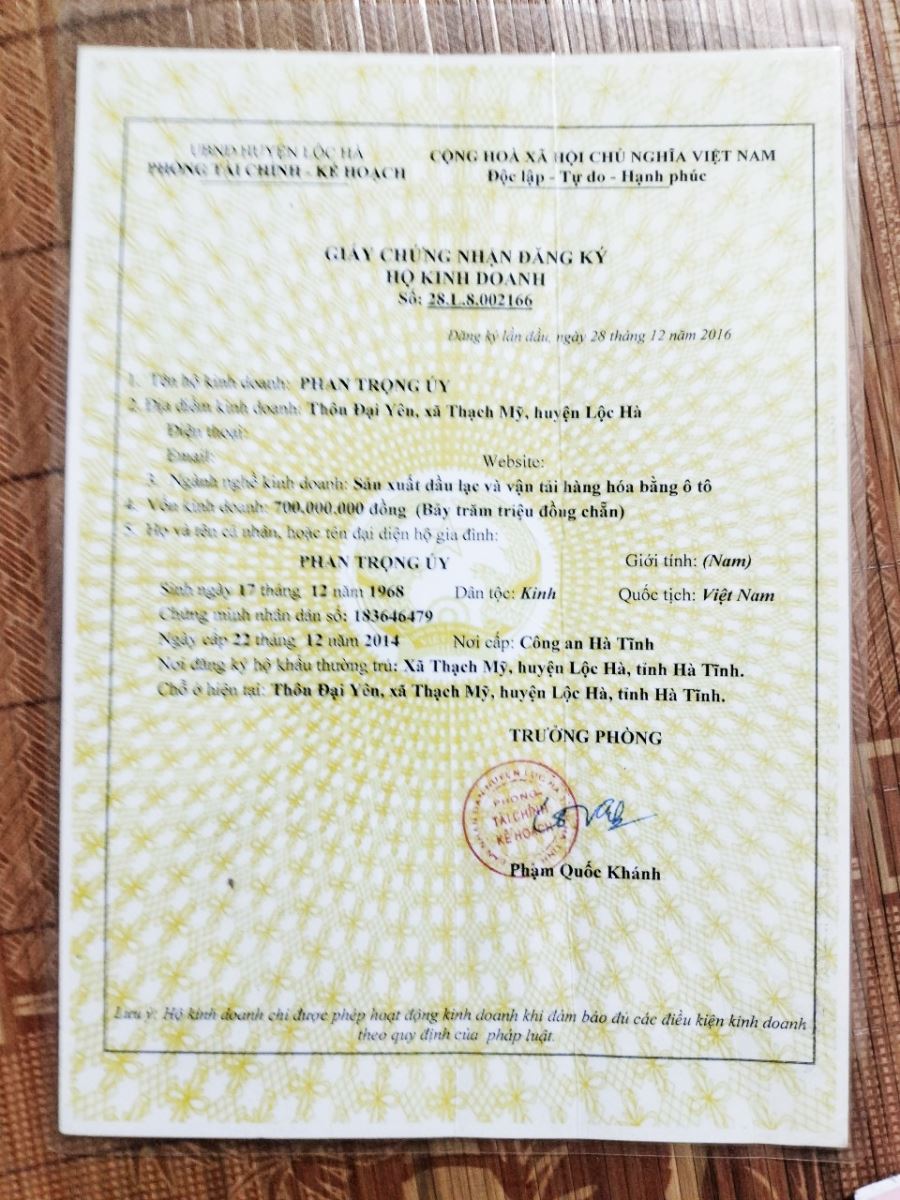 UBND HUYỆN LỘC HÀ
PHÒNG TÀI CHÍNH - KẾ HOẠCH
CỘNG HOÀ XÃ HỘI CHỦ NGHĨA VIỆT NAM
Độc lập - Tự do - Hạnh phúc
GIẤY CHỨNG NHẬN ĐĂNG KÝ
HỘ KINH DOANH
Số: 28.L.8.002166
Đăng ký lần đầu, ngày 28 tháng 12 năm 2016
1. Tên hộ kinh doanh: PHAN TRỌNG ÚY
2. Địa điểm kinh doanh: Thôn Đại Yên, xã Thạch Mỹ, huyện Lộc Hà
Điện thoại:
Email: Website:
3. Ngành nghề kinh doanh: Sản xuất dầu lạc và vận tải hàng hóa bằng ô tô
4. Vốn kinh doanh: 700.000.000 đồng (Bảy trăm triệu đồng chẵn)
5. Họ và tên cá nhân, hoặc tên đại diện hộ gia đình:
PHAN TRỌNG ÚY Giới tính: (Nam)
Sinh ngày 17 tháng 12 năm 1968 Dân tộc: Kinh Quốc tịch: Việt Nam
Chứng minh nhân dân số: 183646479
Ngày cấp 22 tháng 12 năm 2014 Nơi cấp: Công an Hà Tĩnh
Nơi đăng ký hộ khẩu thường trú: Xã Thạch Mỹ, huyện Lộc Hà, tỉnh Hà Tĩnh.
Chỗ ở hiện tại: Thôn Đại Yên, xã Thạch Mỹ, huyện Lộc Hà, tỉnh Hà Tĩnh.
TRƯỞNG PHÒNG
PHÒNG
TÀI CHÍNH
KẾ HOẠCH
Phạm Quốc Khánh
Lưu ý: Hộ kinh doanh chỉ được phép hoạt động kinh doanh khi đảm bảo đủ các điều kiện kinh doanh
theo quy định của pháp luật.